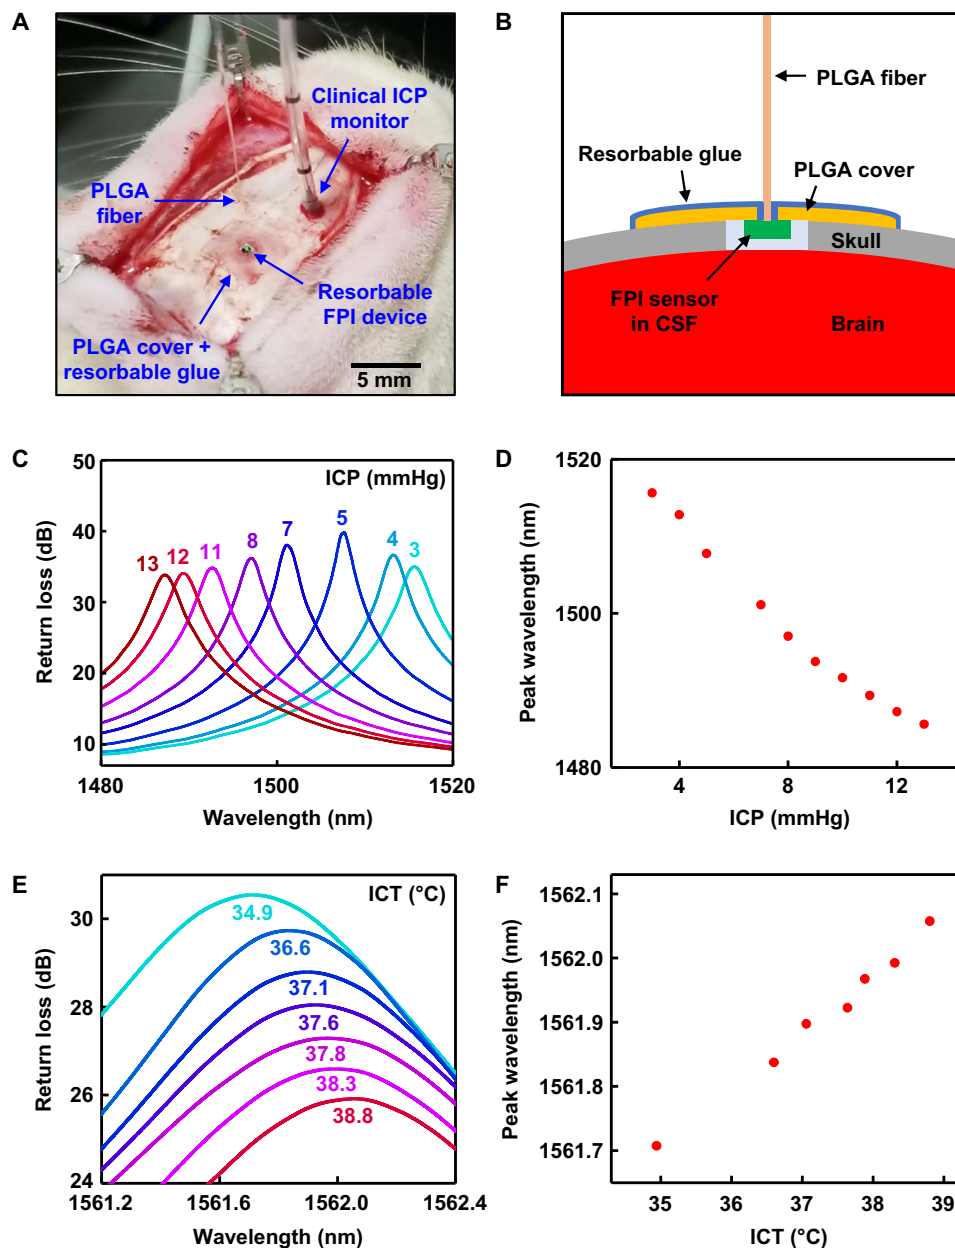 A
Clinical ICP
monitor
PLGA
fiber
Resorbable
FPI device
PLGA cover +
resorbable glue
5 mm
B
PLGA fiber
Resorbable glue
PLGA cover
Skull
FPI sensor
in CSF
Brain
C
ICP (mmHg)
50
40
30
20
10
Return loss (dB)
13
12
11
8
7
5
4
3
1480
1500
1520
Wavelength (nm)
D
1520
1500
1480
Peak wavelength (nm)
4
8
12
ICP (mmHg)
E
ICT (°C)
30
28
26
24
Return loss (dB)
34.9
36.6
37.1
37.6
37.8
38.3
38.8
1561.2
1561.6
1562.0
1562.4
Wavelength (nm)
F
1562.1
1562.0
1561.9
1561.8
1561.7
Peak wavelength (nm)
35
36
37
38
39
ICT (°C)